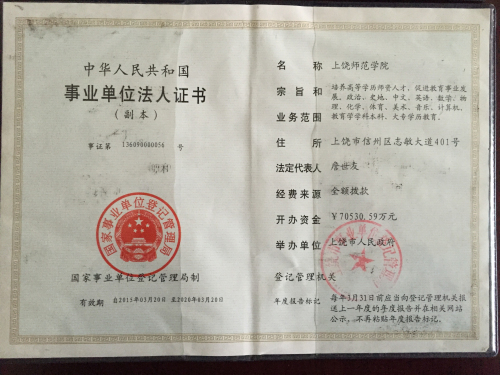 中华人民共和国
事业单位法人证书
（副本）
事证第 136090000056 号
国家事业单位登记管理局
国家事业单位登记管理局制
有效期 自2015年03月20日 至2020年03月20日
名称 上饶师范学院
宗旨和业务范围 培养高等学历师资人才，促进教育事业发
展。政治、史地、中文、英语、数学、物
理、化学、体育、美术、音乐、计算机、
教育学学科本科、大专学历教育。
住所 上饶市信州区志敏大道401号
法定代表人 詹世友
经费来源 全额拨款
开办资金 ￥70530.59万元
举办单位 上饶市人民政府
登记管理机关
年度报告标记 每年3月31日前应当向登记管理机关报
送上一年度的年度报告并在相关网站
公示，不再粘贴年度报告标记。